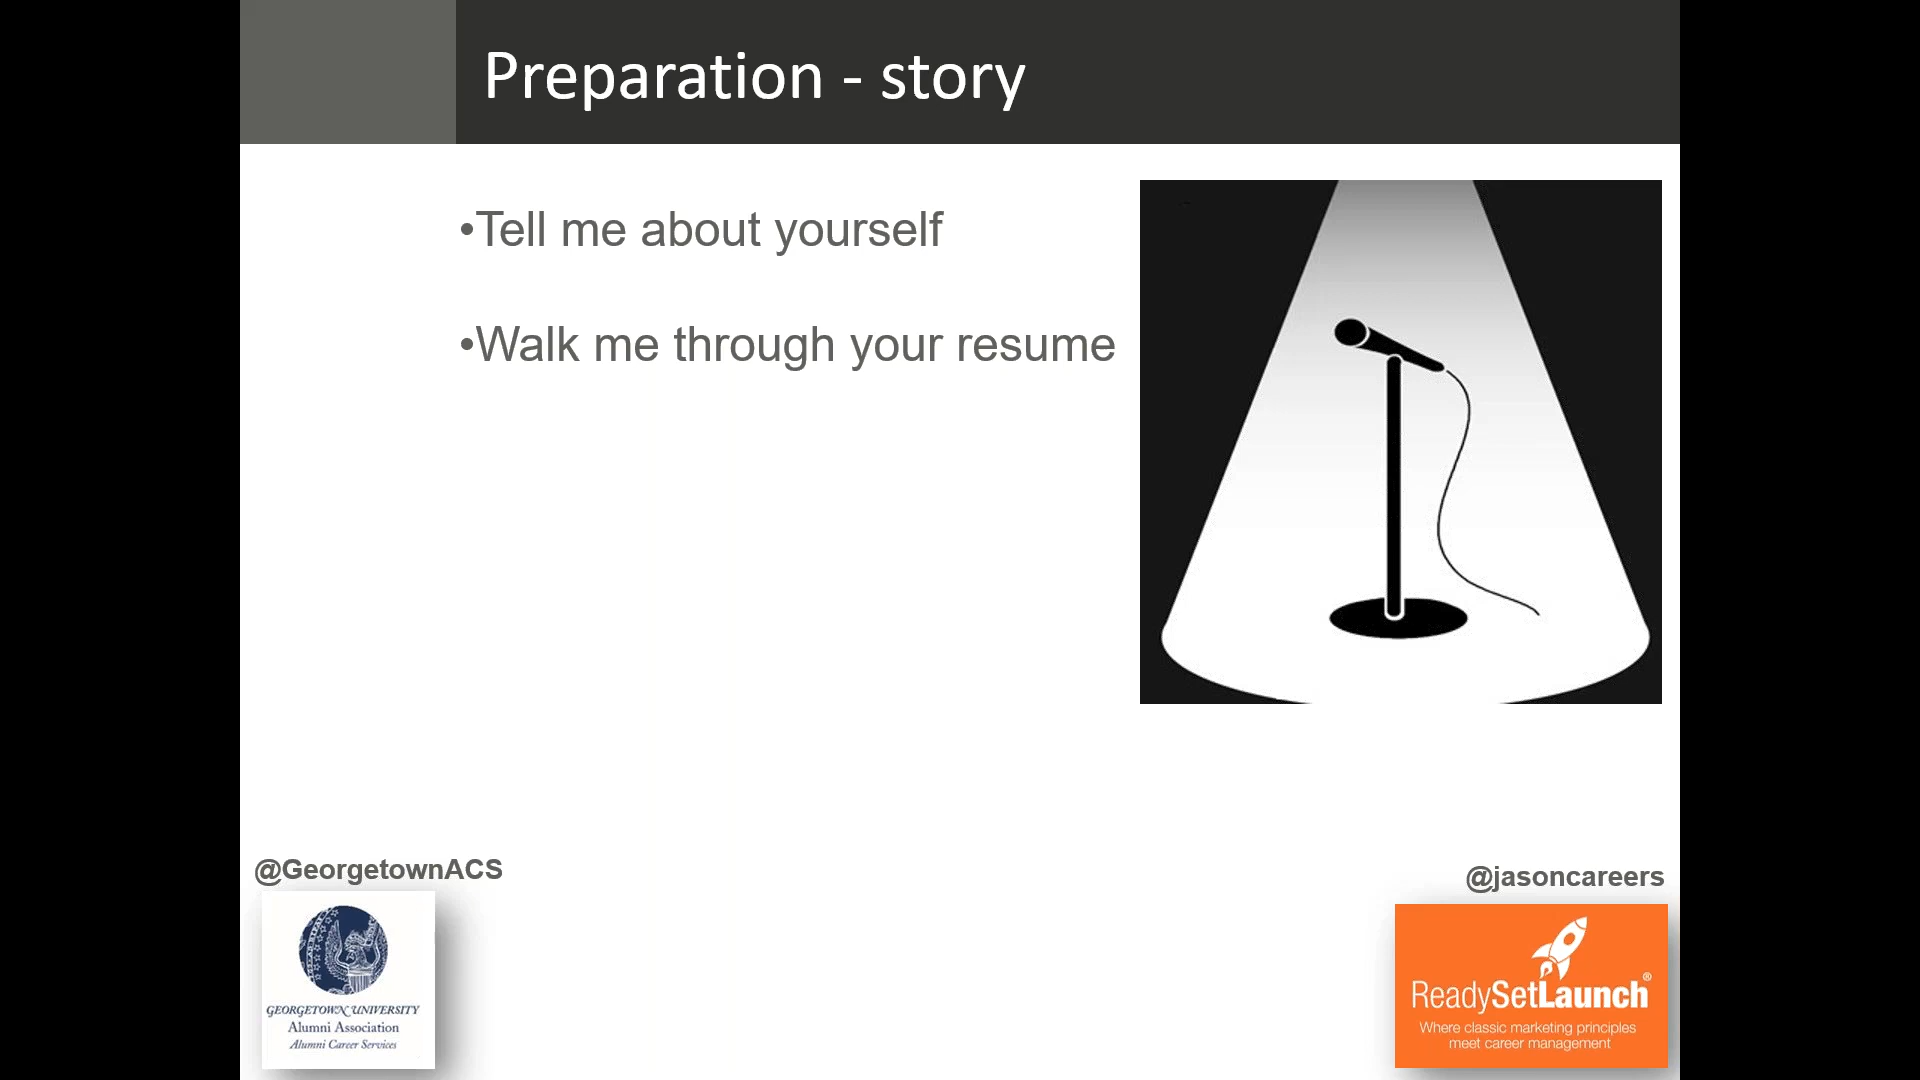 Preparation - story
•Tell me about yourself
•Walk me through your resume
@GeorgetownACS
GEORGETOWN UNIVERSITY
Alumni Association
Alumni Career Services
@jasoncareers
ReadySetLaunch®
Where classic marketing principles
meet career management